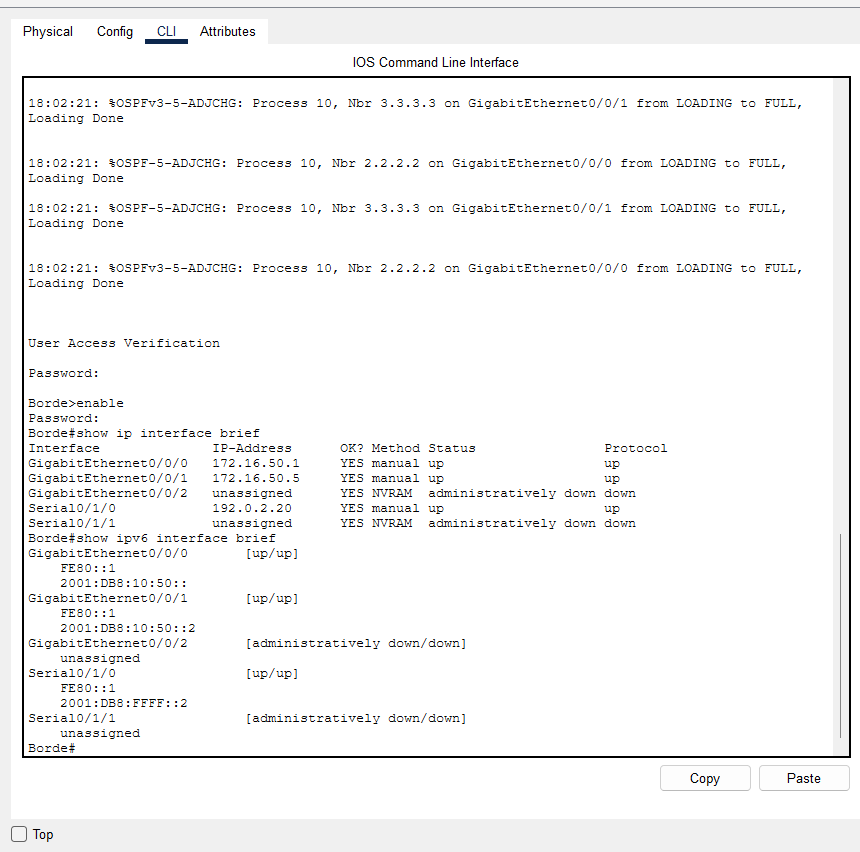 Physical Config CLI Attributes
IOS Command Line Interface
18:02:21: %OSPFv3-5-ADJCHG: Process 10, Nbr 3.3.3.3 on GigabitEthernet0/0/1 from LOADING to FULL,
Loading Done
18:02:21: %OSPF-5-ADJCHG: Process 10, Nbr 2.2.2.2 on GigabitEthernet0/0/0 from LOADING to FULL,
Loading Done
18:02:21: %OSPF-5-ADJCHG: Process 10, Nbr 3.3.3.3 on GigabitEthernet0/0/1 from LOADING to FULL,
Loading Done
18:02:21: %OSPFv3-5-ADJCHG: Process 10, Nbr 2.2.2.2 on GigabitEthernet0/0/0 from LOADING to FULL,
Loading Done
User Access Verification
Password:
Borde>enable
Password:
Borde#show ip interface brief
Interface IP-Address OK? Method Status Protocol
GigabitEthernet0/0/0 172.16.50.1 YES manual up up
GigabitEthernet0/0/1 172.16.50.5 YES manual up up
GigabitEthernet0/0/2 unassigned YES NVRAM administratively down down
Serial0/1/0 192.0.2.20 YES manual up up
Serial0/1/1 unassigned YES NVRAM administratively down down
Borde#show ipv6 interface brief
GigabitEthernet0/0/0 [up/up]
FE80::1
2001:DB8:10:50::
GigabitEthernet0/0/1 [up/up]
FE80::1
2001:DB8:10:50::2
GigabitEthernet0/0/2 [administratively down/down]
unassigned
Serial0/1/0 [up/up]
FE80::1
2001:DB8:FFFF::2
Serial0/1/1 [administratively down/down]
unassigned
Borde#
Copy Paste
Top